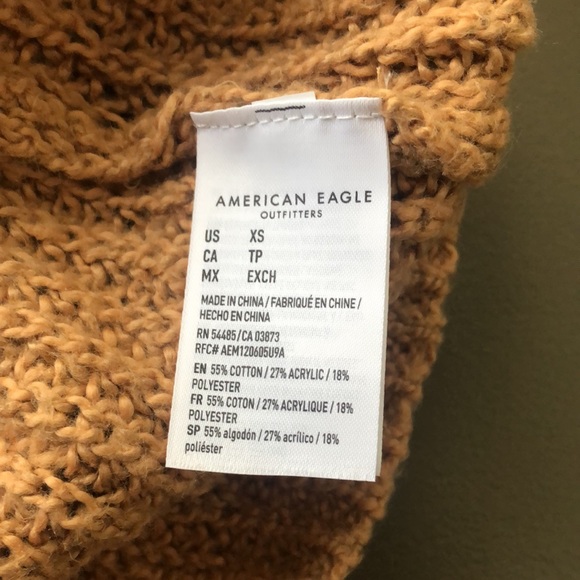 AMERICAN EAGLE
OUTFITTERS
US XS
CA TP
MX EXCH
MADE IN CHINA / FABRIQUÉ EN CHINE /
HECHO EN CHINA
RN 54485/CA 03873
RFC# AEM120605U9A
EN 55% COTTON / 27% ACRYLIC / 18%
POLYESTER
FR 55% COTON / 27% ACRYLIQUE / 18%
POLYESTER
SP 55% algodón / 27% acrílico / 18%
poliéster